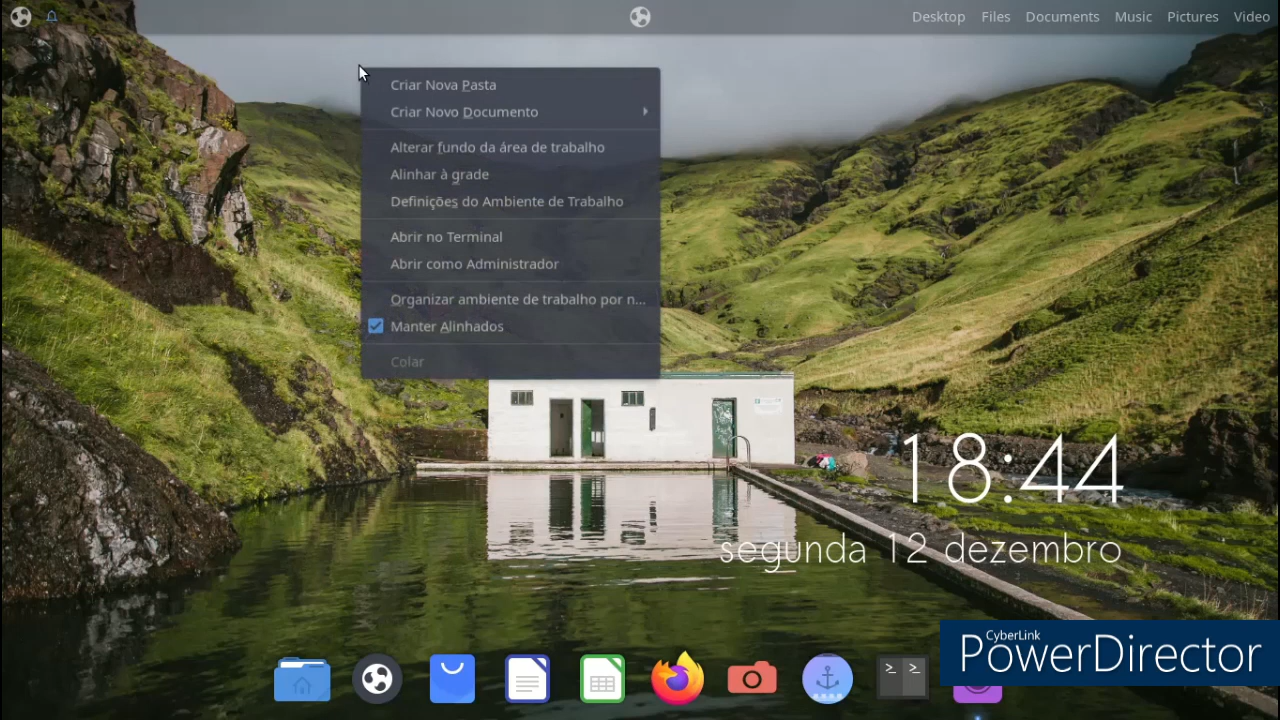 Desktop Files Documents Music Pictures Video
Criar Nova Pasta
Criar Novo Documento
Alterar fundo da área de trabalho
Alinhar à grade
Definições do Ambiente de Trabalho
Abrir no Terminal
Abrir como Administrador
Organizar ambiente de trabalho por n...
Manter Alinhados
Colar
18:44
segunda 12 dezembro
CyberLink
PowerDirector